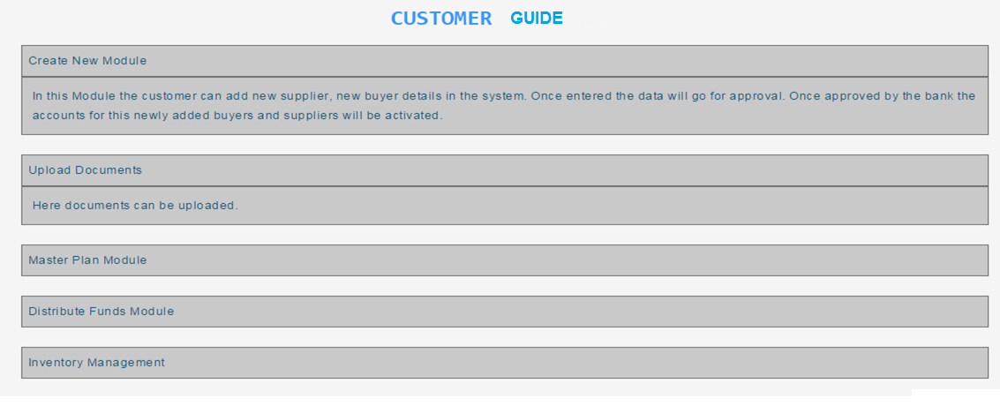 CUSTOMER GUIDE
Create New Module
In this Module the customer can add new supplier, new buyer details in the system. Once entered the data will go for approval. Once approved by the bank the
accounts for this newly added buyers and suppliers will be activated.
Upload Documents
Here documents can be uploaded.
Master Plan Module
Distribute Funds Module
Inventory Management